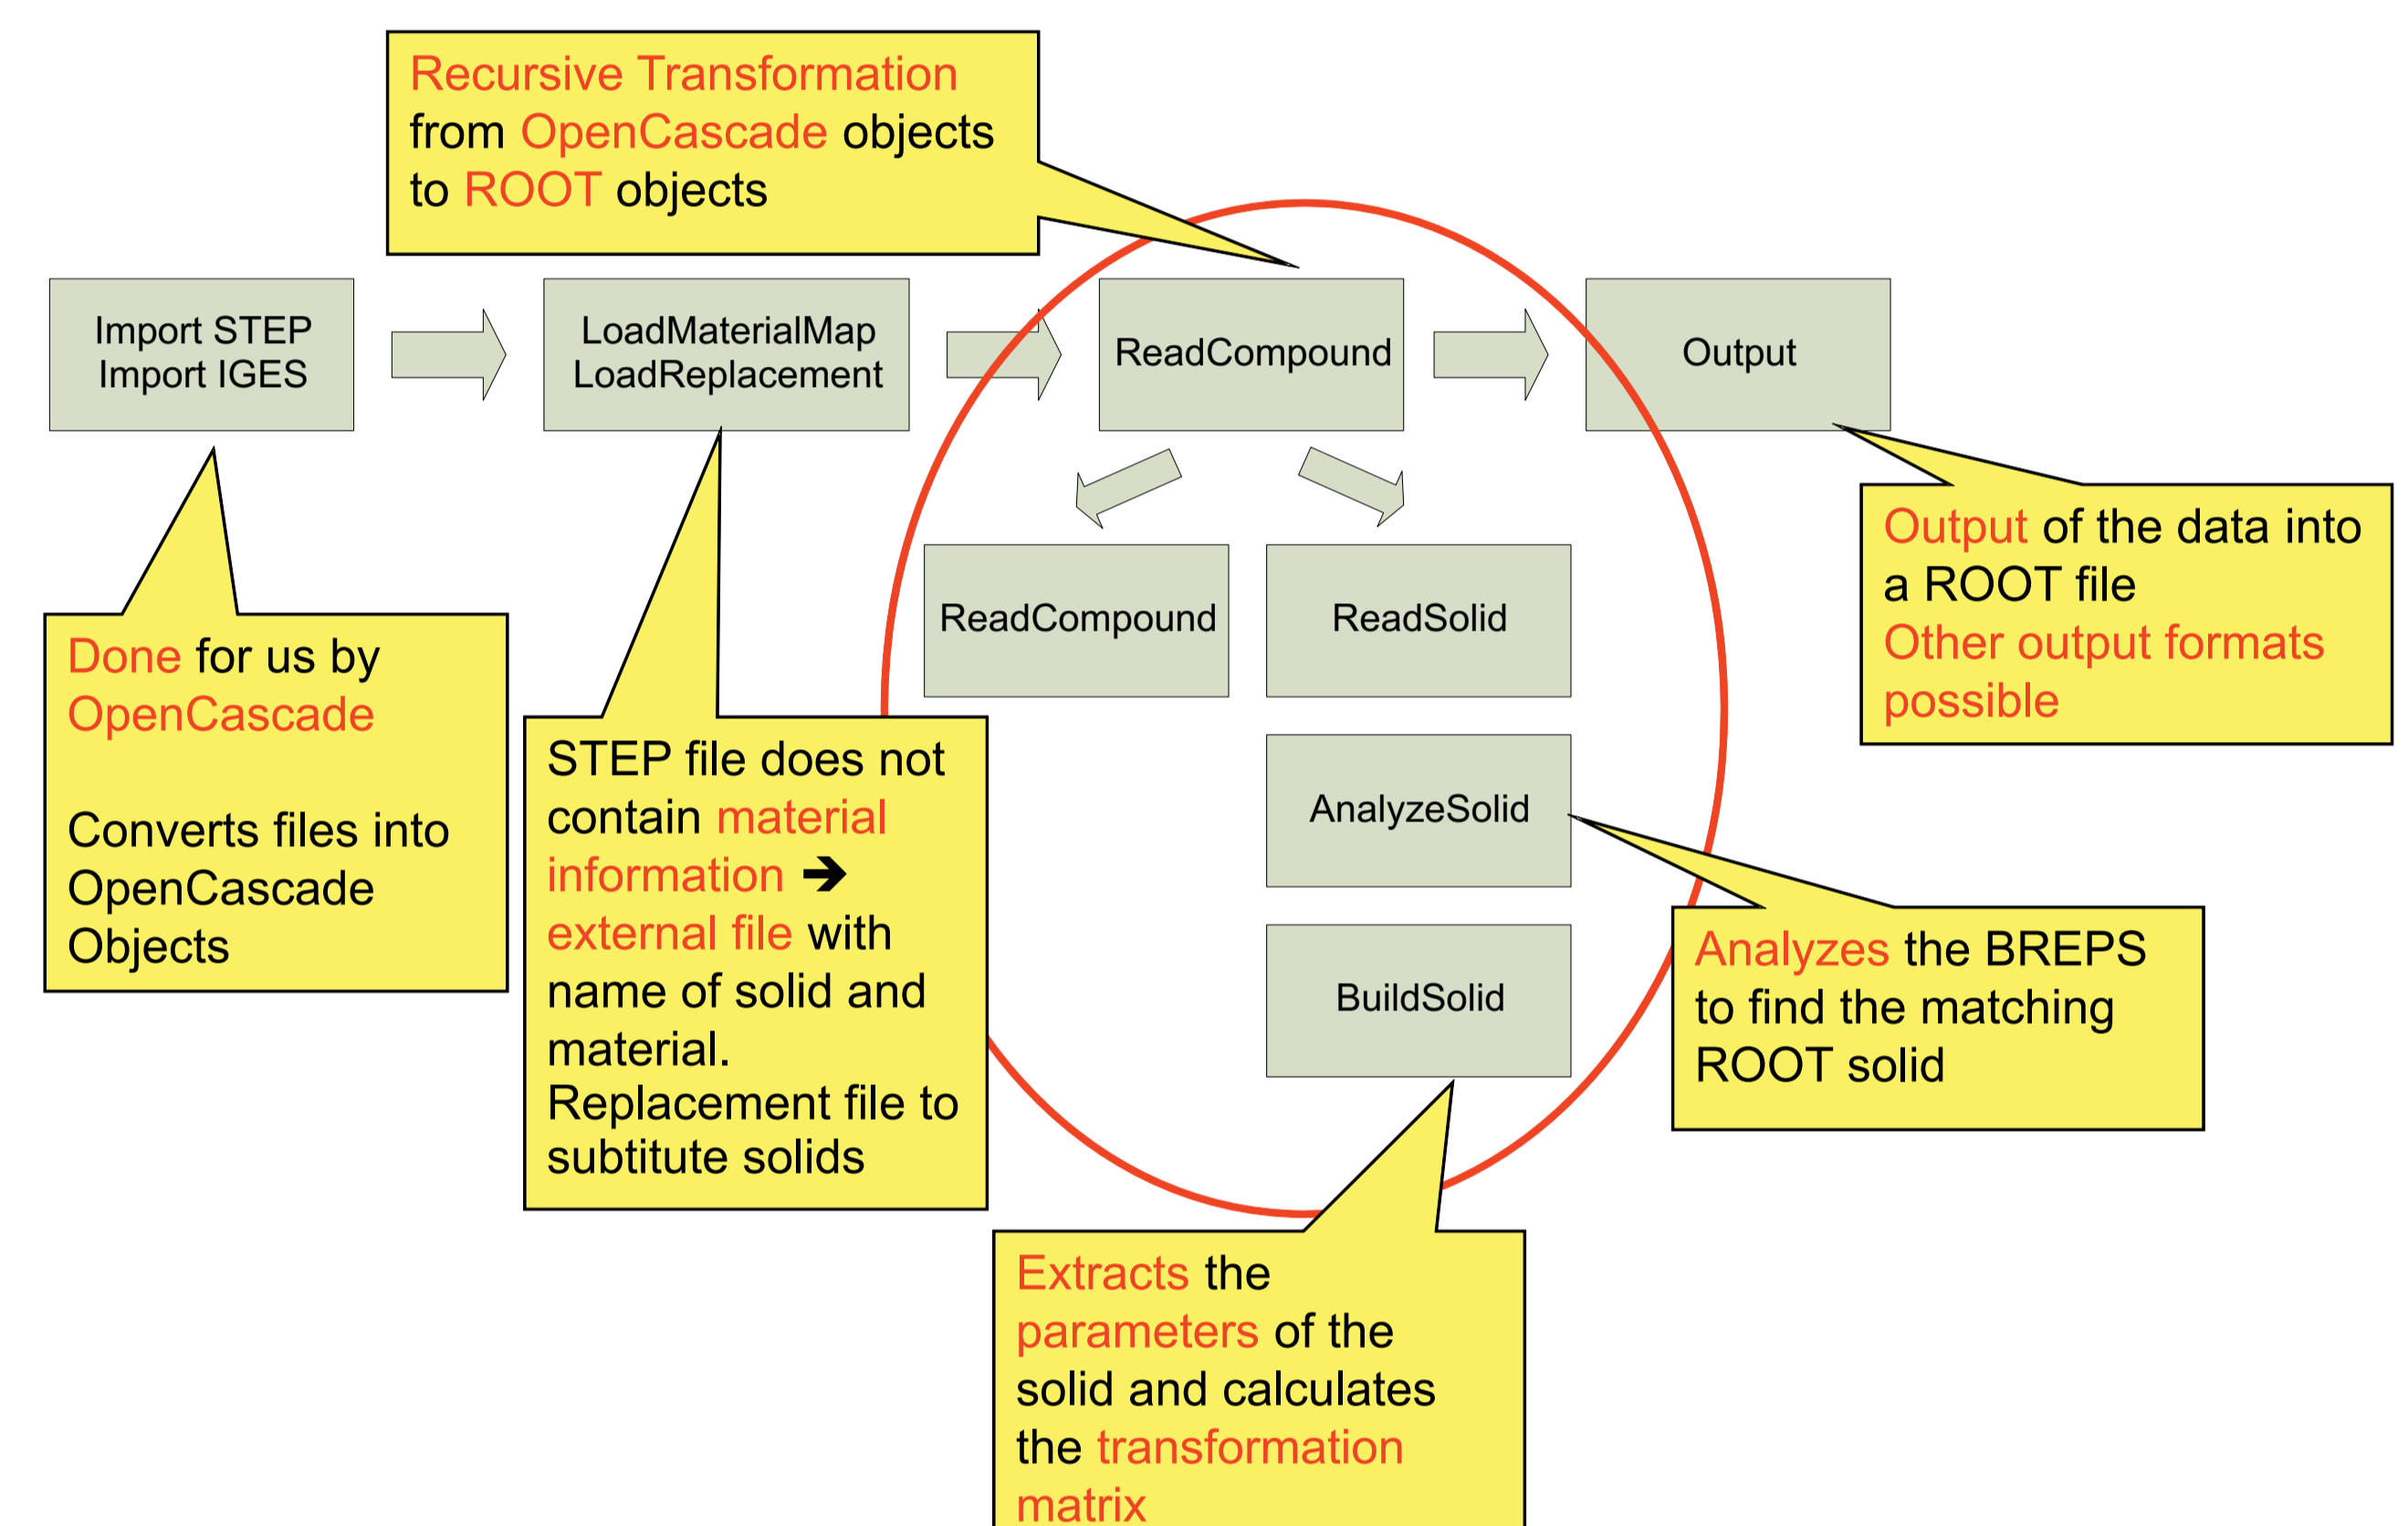 Recursive Transformation
from OpenCascade objects
to ROOT objects
Import STEP
Import IGES
LoadMaterialMap
LoadReplacement
ReadCompound
Output
ReadCompound
ReadSolid
AnalyzeSolid
BuildSolid
Done for us by
OpenCascade
Converts files into
OpenCascade
Objects
STEP file does not
contain material
information ➔
external file with
name of solid and
material.
Replacement file to
subtitute solids
Output of the data into
a ROOT file
Other output formats
possible
Analyzes the BREPS
to find the matching
ROOT solid
Extracts the
parameters of the
solid and calculates
the transformation
matrix